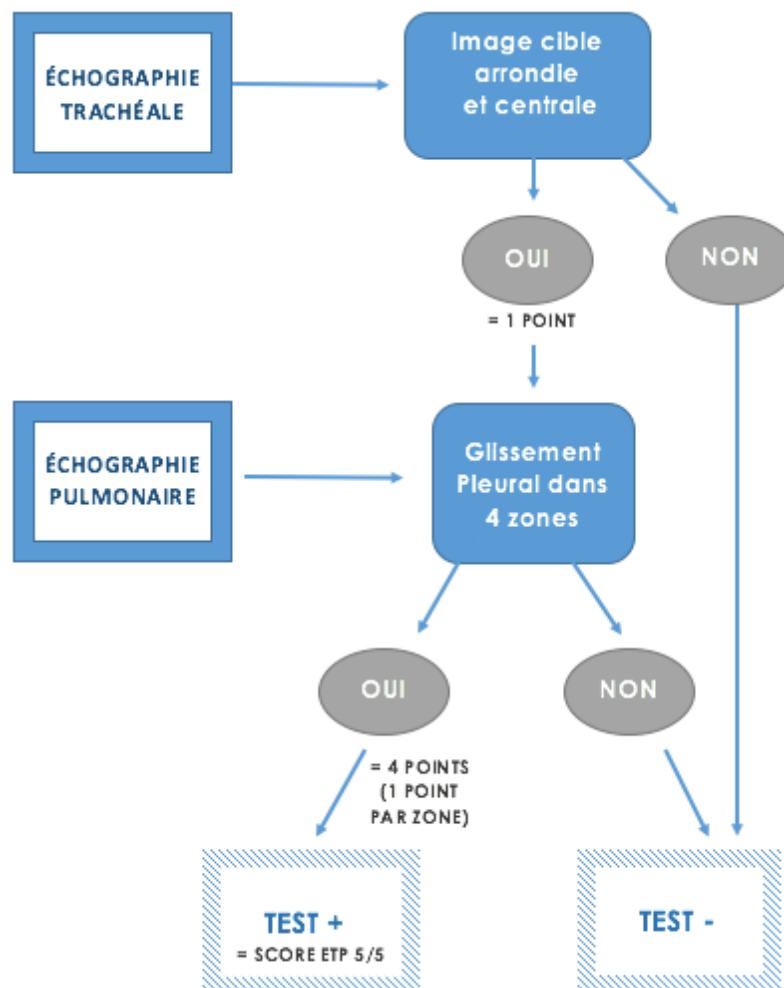 ÉCHOGRAPHIE
TRACHÉALE
Image cible
arrondie
et centrale
OUI
NON
= 1 POINT
ÉCHOGRAPHIE
PULMONAIRE
Glissement
Pleural dans
4 zones
OUI
NON
= 4 POINTS
(1 POINT
PAR ZONE)
TEST +
= SCORE ETP 5/5
TEST -